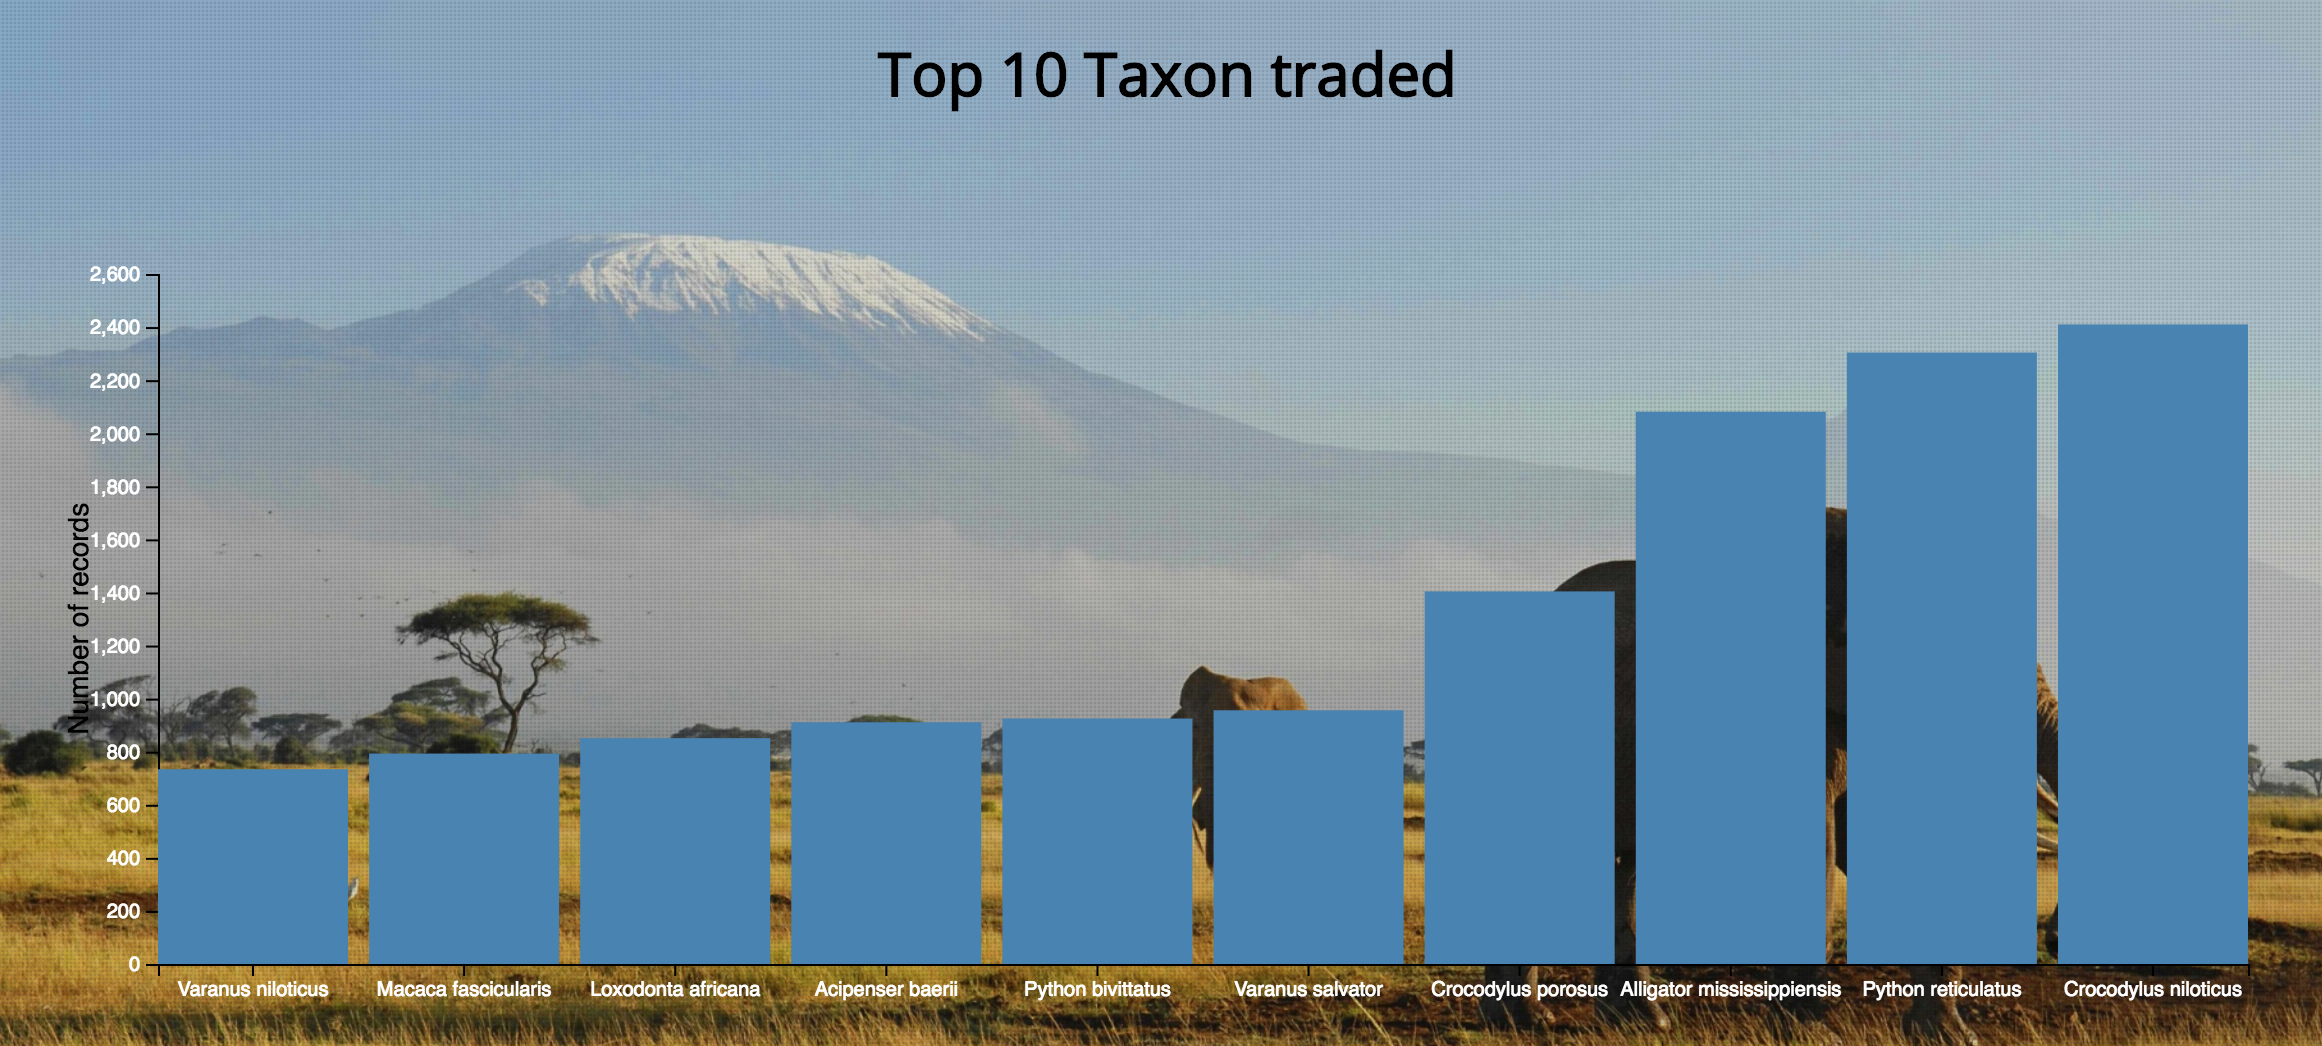 Top 10 Taxon traded
Number of records
2,600
2,400
2,200
2,000
1,800
1,600
1,400
1,200
1,000
800
600
400
200
0
Varanus niloticus
Macaca fascicularis
Loxodonta africana
Acipenser baerii
Python bivittatus
Varanus salvator
Crocodylus porosus
Alligator mississippiensis
Python reticulatus
Crocodylus niloticus